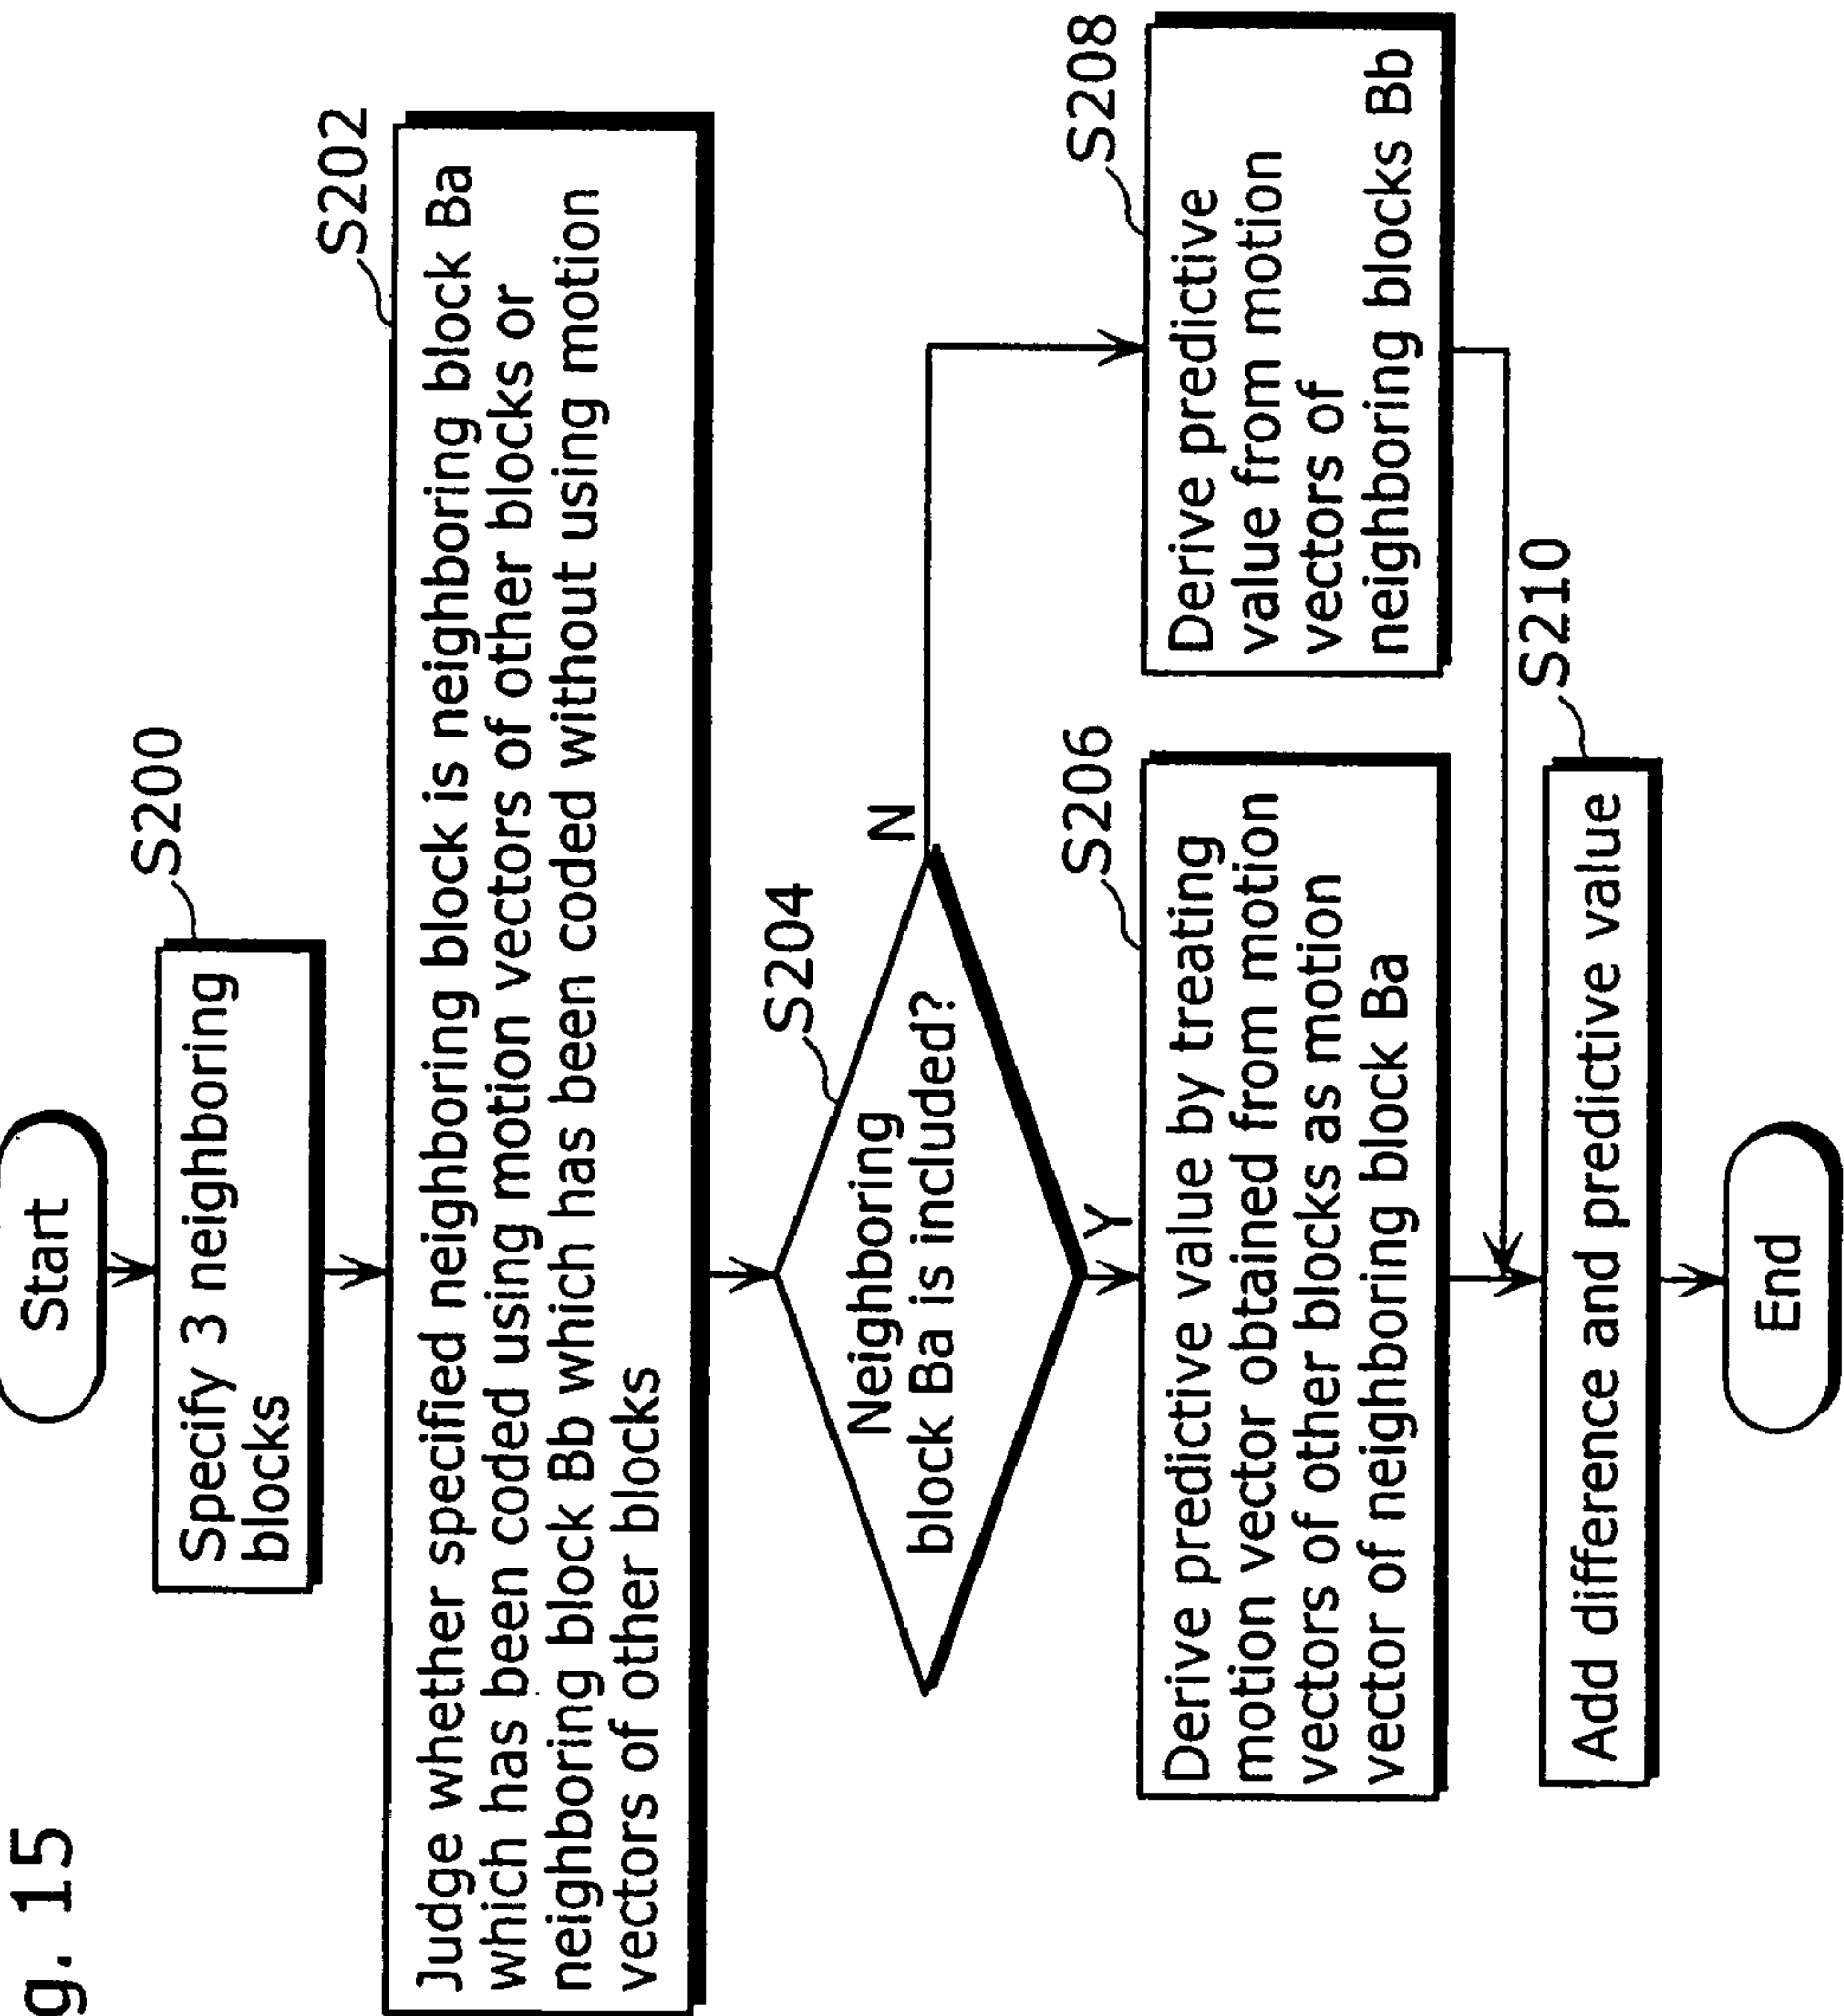 g. 15
Start
S200
Specify 3 neighboring
blocks
S202
Judge whether specified neighboring block is neighboring block Ba
which has been coded using motion vectors of other blocks or
neighboring block Bb which has been coded without using motion
vectors of other blocks
S204
Neighboring
block Ba is included?
N
Y
S206
Derive predictive value by treating
motion vector obtained from motion
vectors of other blocks as motion
vector of neighboring block Ba
S208
Derive predictive
value from motion
vectors of
neighboring blocks Bb
S210
Add difference and predictive value
End